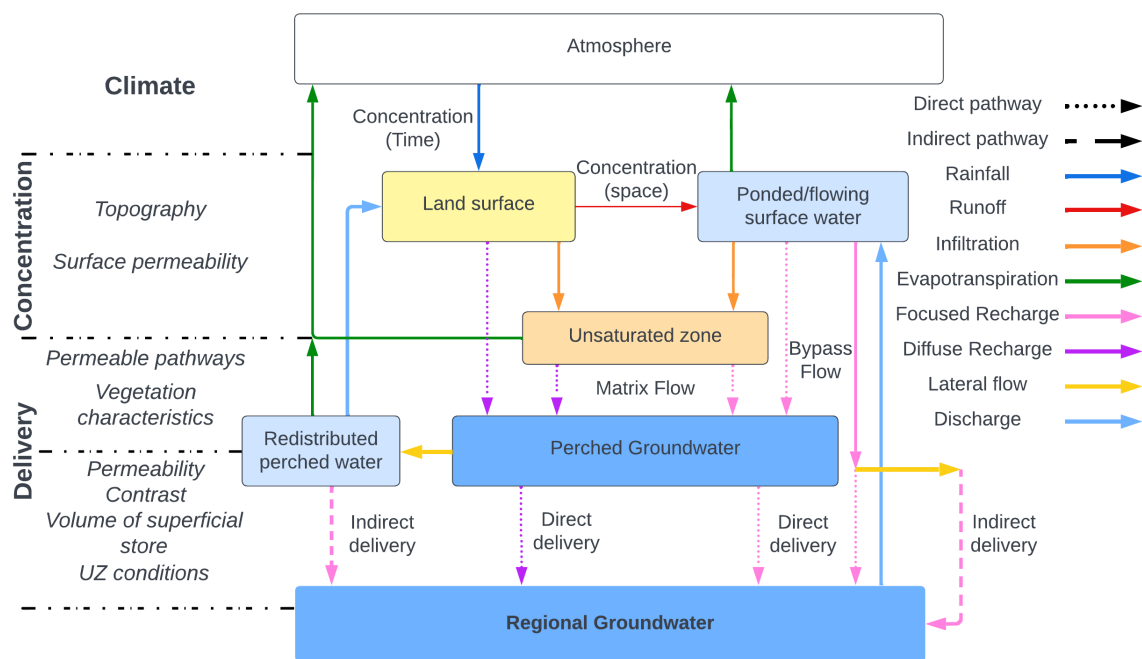 Atmosphere
Climate
Concentration
(Time)
Concentration
(space)
Land surface
Ponded/flowing
surface water
Concentration
Topography
Surface permeability
Unsaturated zone
Permeable pathways
Vegetation
characteristics
Matrix Flow
Bypass
Flow
Delivery
Redistributed
perched water
Perched Groundwater
Permeability
Contrast
Volume of superficial
store
UZ conditions
Indirect
delivery
Direct
delivery
Direct
delivery
Indirect
delivery
Regional Groundwater
Direct pathway
Indirect pathway
Rainfall
Runoff
Infiltration
Evapotranspiration
Focused Recharge
Diffuse Recharge
Lateral flow
Discharge